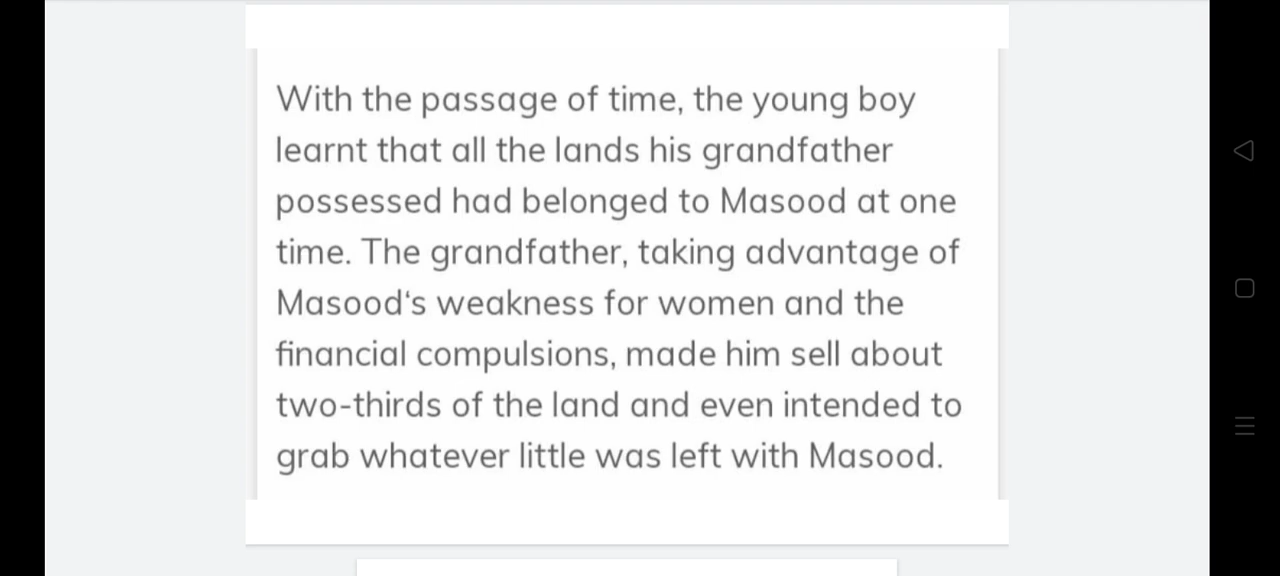 With the passage of time, the young boy
learnt that all the lands his grandfather
possessed had belonged to Masood at one
time. The grandfather, taking advantage of
Masood‘s weakness for women and the
financial compulsions, made him sell about
two-thirds of the land and even intended to
grab whatever little was left with Masood.